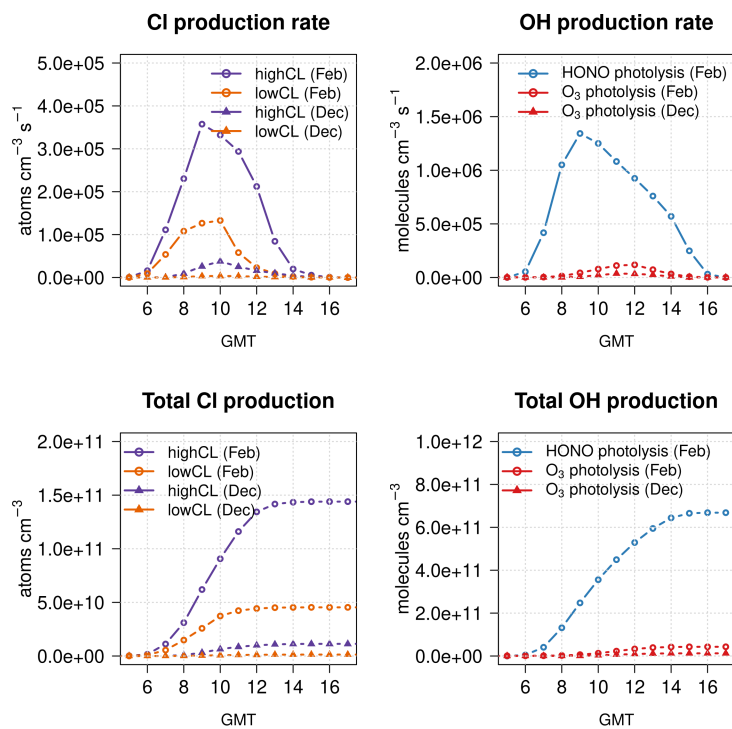 Cl production rate
atoms cm⁻³ s⁻¹
5.0e+05
4.0e+05
3.0e+05
2.0e+05
1.0e+05
0.0e+00
highCL (Feb)
lowCL (Feb)
highCL (Dec)
lowCL (Dec)
6 8 10 12 14 16
GMT
OH production rate
molecules cm⁻³ s⁻¹
2.0e+06
1.5e+06
1.0e+06
5.0e+05
0.0e+00
HONO photolysis (Feb)
O₃ photolysis (Feb)
O₃ photolysis (Dec)
6 8 10 12 14 16
GMT
Total Cl production
atoms cm⁻³
2.0e+11
1.5e+11
1.0e+11
5.0e+10
0.0e+00
highCL (Feb)
lowCL (Feb)
highCL (Dec)
lowCL (Dec)
6 8 10 12 14 16
GMT
Total OH production
molecules cm⁻³
1.0e+12
8.0e+11
6.0e+11
4.0e+11
2.0e+11
0.0e+00
HONO photolysis (Feb)
O₃ photolysis (Feb)
O₃ photolysis (Dec)
6 8 10 12 14 16
GMT